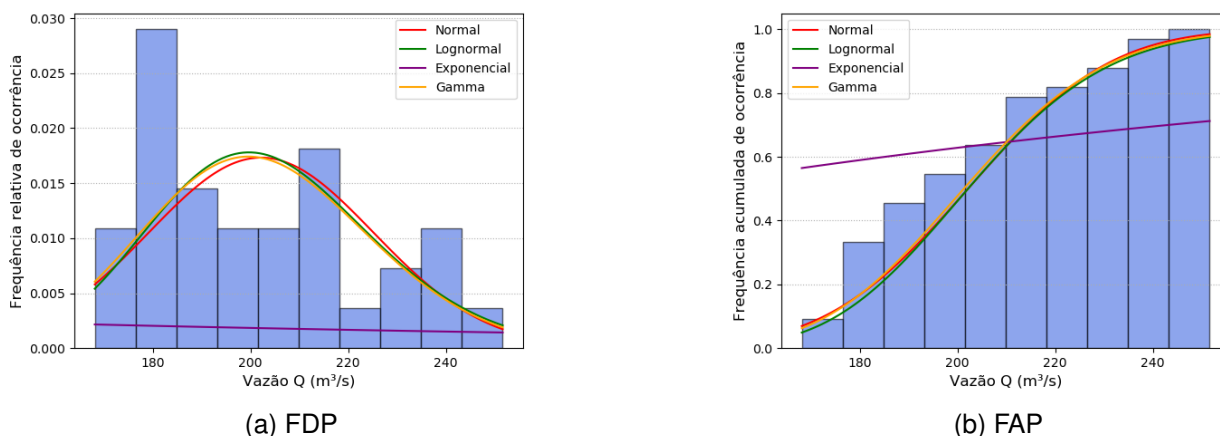 0.030
0.025
0.020
0.015
0.010
0.005
0.000
Frequência relativa de ocorrência
Normal
Lognormal
Exponencial
Gamma
180
200
220
240
Vazão Q (m³/s)
(a) FDP
1.0
0.8
0.6
0.4
0.2
0.0
Frequência acumulada de ocorrência
Normal
Lognormal
Exponencial
Gamma
180
200
220
240
Vazão Q (m³/s)
(b) FAP